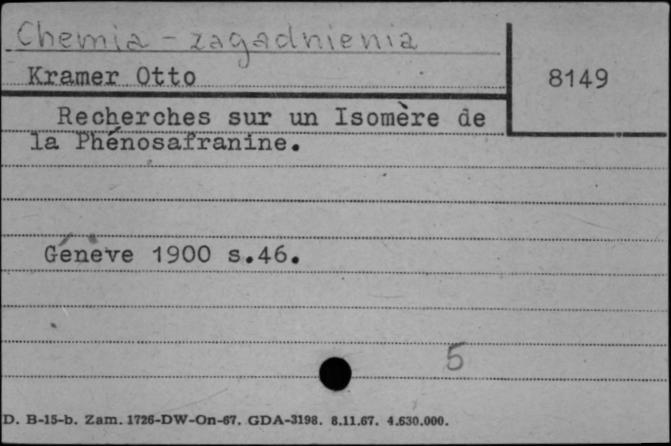 Chemia - zagadnienia
Kramer Otto
8149
Recherches sur un Isomère de
la Phénosafranine.
Génève 1900 s.46.
5
D. B-15-b. Zam. 1726-DW-On-67. GDA-3198. 8.11.67. 4.630.000.